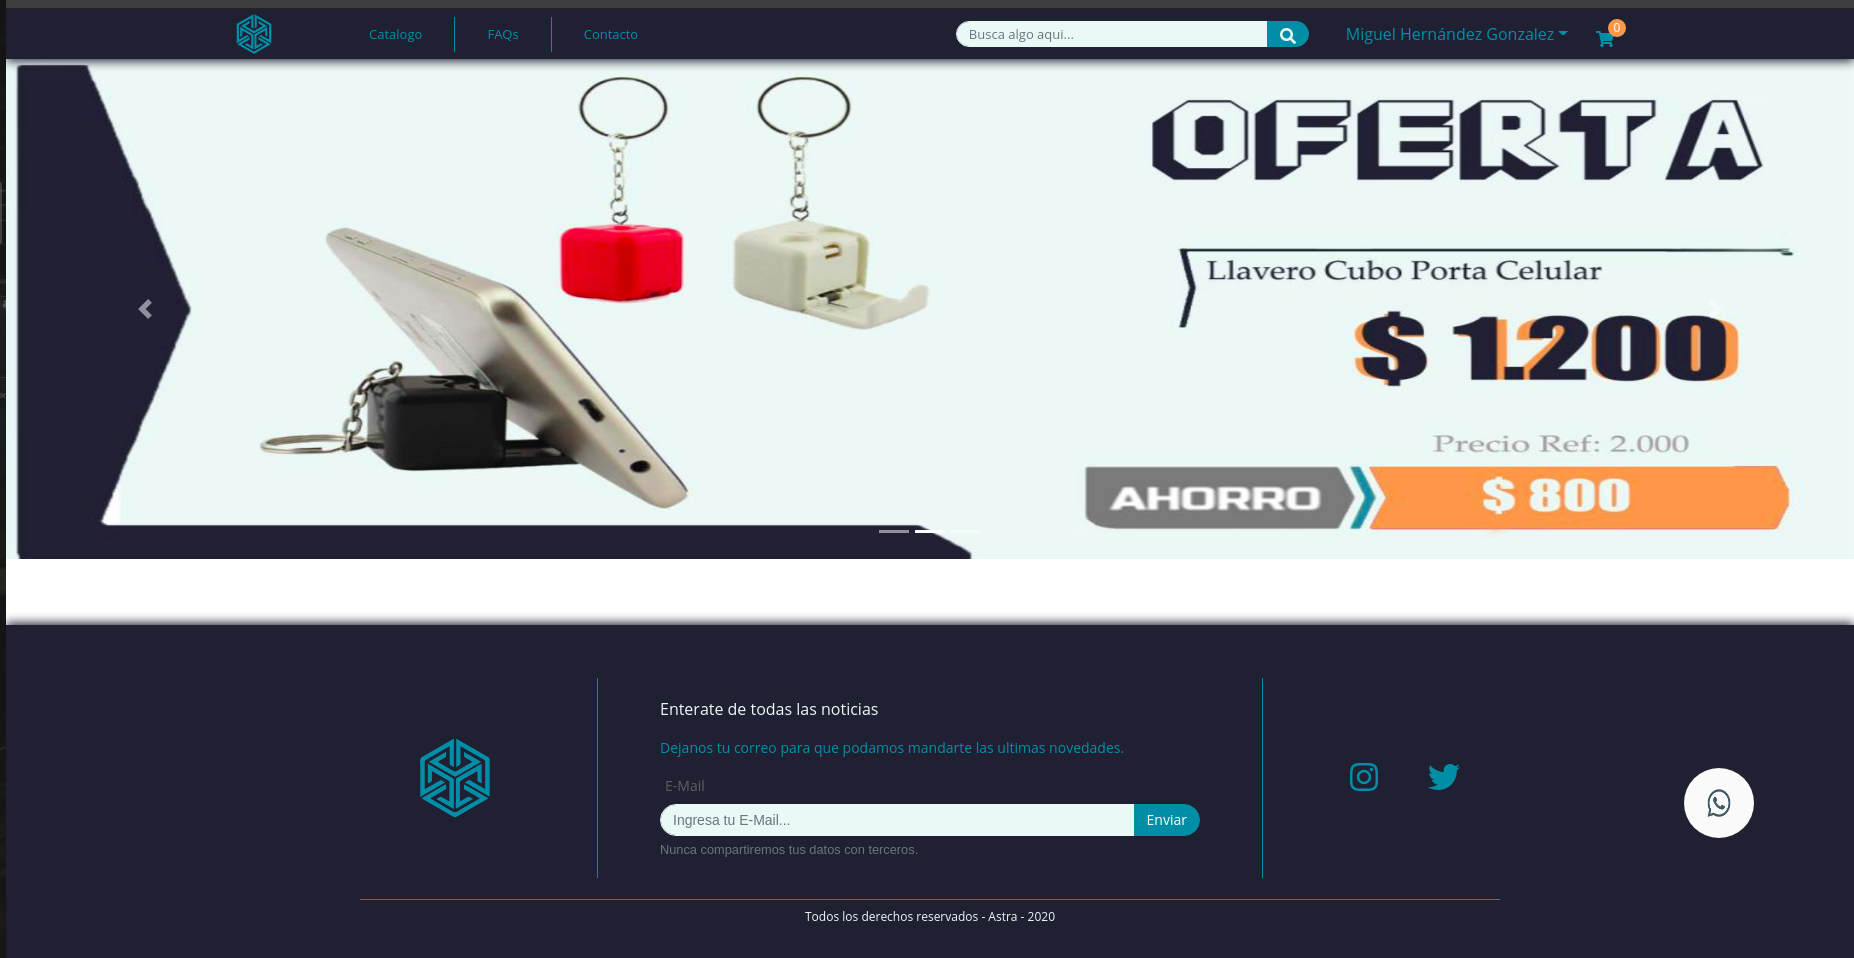 Catalogo
FAQs
Contacto
Busca algo aqui...
Miguel Hernández Gonzalez
0
OFERTA
Llavero Cubo Porta Celular
$ 1.200
Precio Ref: 2.000
AHORRO
$ 800
Enterate de todas las noticias
Dejanos tu correo para que podamos mandarte las ultimas novedades.
E-Mail
Ingresa tu E-Mail...
Enviar
Nunca compartiremos tus datos con terceros.
Todos los derechos reservados - Astra - 2020